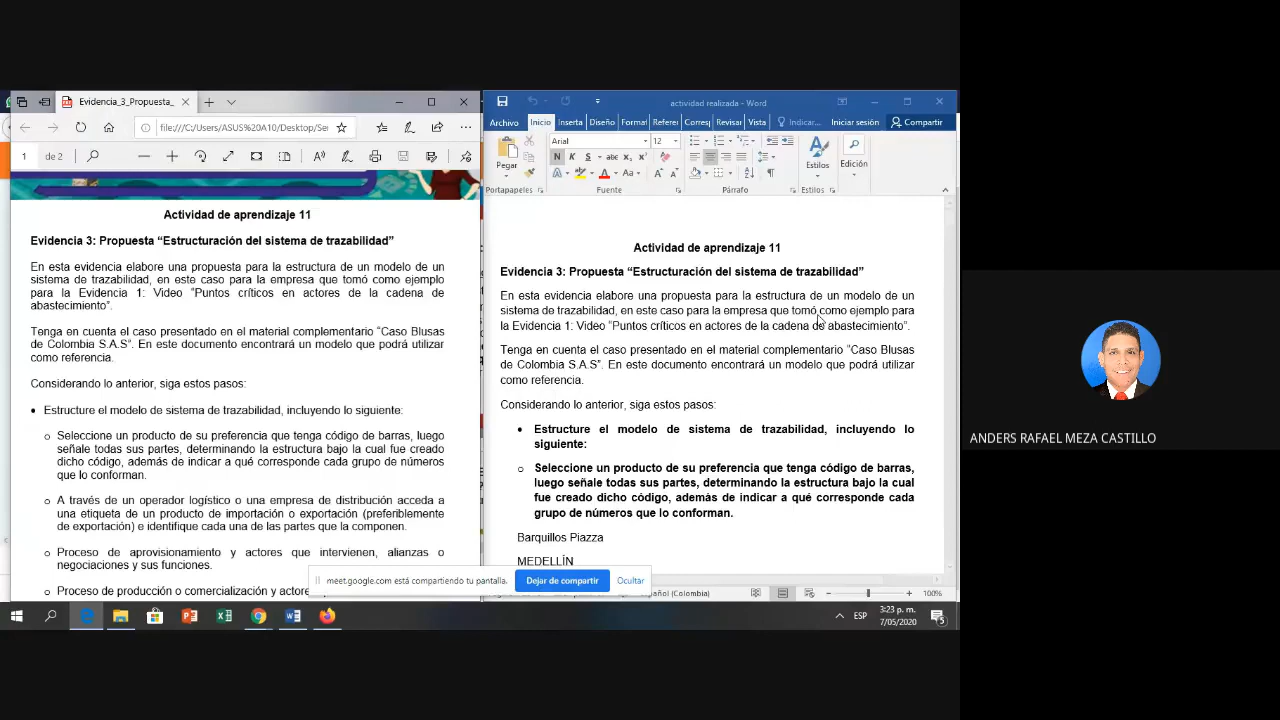 Evidencia_3_Propuesta_
file:///C:/Users/ASUS%20A10/Desktop/Se
1 de 2
Actividad de aprendizaje 11
Evidencia 3: Propuesta “Estructuración del sistema de trazabilidad”
En esta evidencia elabore una propuesta para la estructura de un modelo de un
sistema de trazabilidad, en este caso para la empresa que tomó como ejemplo
para la Evidencia 1: Video “Puntos críticos en actores de la cadena de
abastecimiento”.
Tenga en cuenta el caso presentado en el material complementario “Caso Blusas
de Colombia S.A.S”. En este documento encontrará un modelo que podrá utilizar
como referencia.
Considerando lo anterior, siga estos pasos:
• Estructure el modelo de sistema de trazabilidad, incluyendo lo siguiente:
o Seleccione un producto de su preferencia que tenga código de barras, luego
señale todas sus partes, determinando la estructura bajo la cual fue creado
dicho código, además de indicar a qué corresponde cada grupo de números
que lo conforman.
o A través de un operador logístico o una empresa de distribución acceda a
una etiqueta de un producto de importación o exportación (preferiblemente
de exportación) e identifique cada una de las partes que la componen.
o Proceso de aprovisionamiento y actores que intervienen, alianzas o
negociaciones y sus funciones.
o Proceso de producción o comercialización y actores
actividad realizada - Word
Archivo Inicio Inserta Diseño Format Referen Corresp Revisar Vista Indicar... Iniciar sesión Compartir
Arial 12
Pegar
N K S abc x₂ x²
Estilos Edición
Portapapeles Fuente Párrafo Estilos
Actividad de aprendizaje 11
Evidencia 3: Propuesta “Estructuración del sistema de trazabilidad”
En esta evidencia elabore una propuesta para la estructura de un modelo de un
sistema de trazabilidad, en este caso para la empresa que tomó como ejemplo para
la Evidencia 1: Video “Puntos críticos en actores de la cadena de abastecimiento”.
Tenga en cuenta el caso presentado en el material complementario “Caso Blusas
de Colombia S.A.S”. En este documento encontrará un modelo que podrá utilizar
como referencia.
Considerando lo anterior, siga estos pasos:
• Estructure el modelo de sistema de trazabilidad, incluyendo lo
siguiente:
o Seleccione un producto de su preferencia que tenga código de barras,
luego señale todas sus partes, determinando la estructura bajo la cual
fue creado dicho código, además de indicar a qué corresponde cada
grupo de números que lo conforman.
Barquillos Piazza
MEDELLÍN
meet.google.com está compartiendo tu pantalla. Dejar de compartir Ocultar
Español (Colombia) 100%
ESP 3:23 p. m.
7/05/2020
ANDERS RAFAEL MEZA CASTILLO